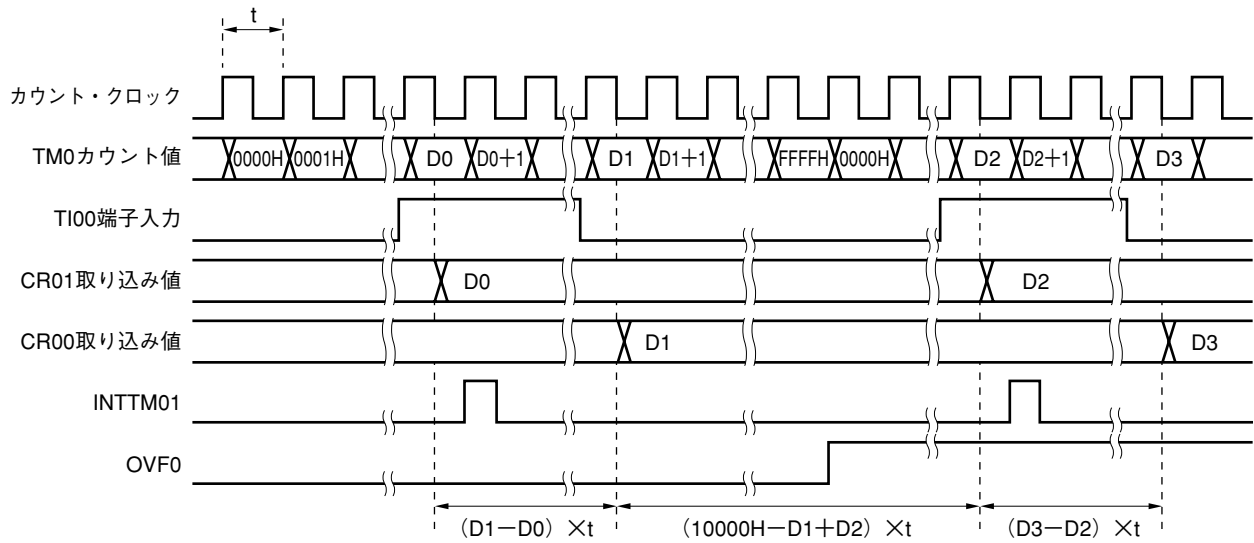 t
カウント・クロック
TM0カウント値 0000H 0001H D0 D0+1 D1 D1+1 FFFFH 0000H D2 D2+1 D3
TI00端子入力
CR01取り込み値 D0 D2
CR00取り込み値 D1 D3
INTTM01
OVF0
（D1－D0）×t （10000H－D1+D2）×t （D3－D2）×t